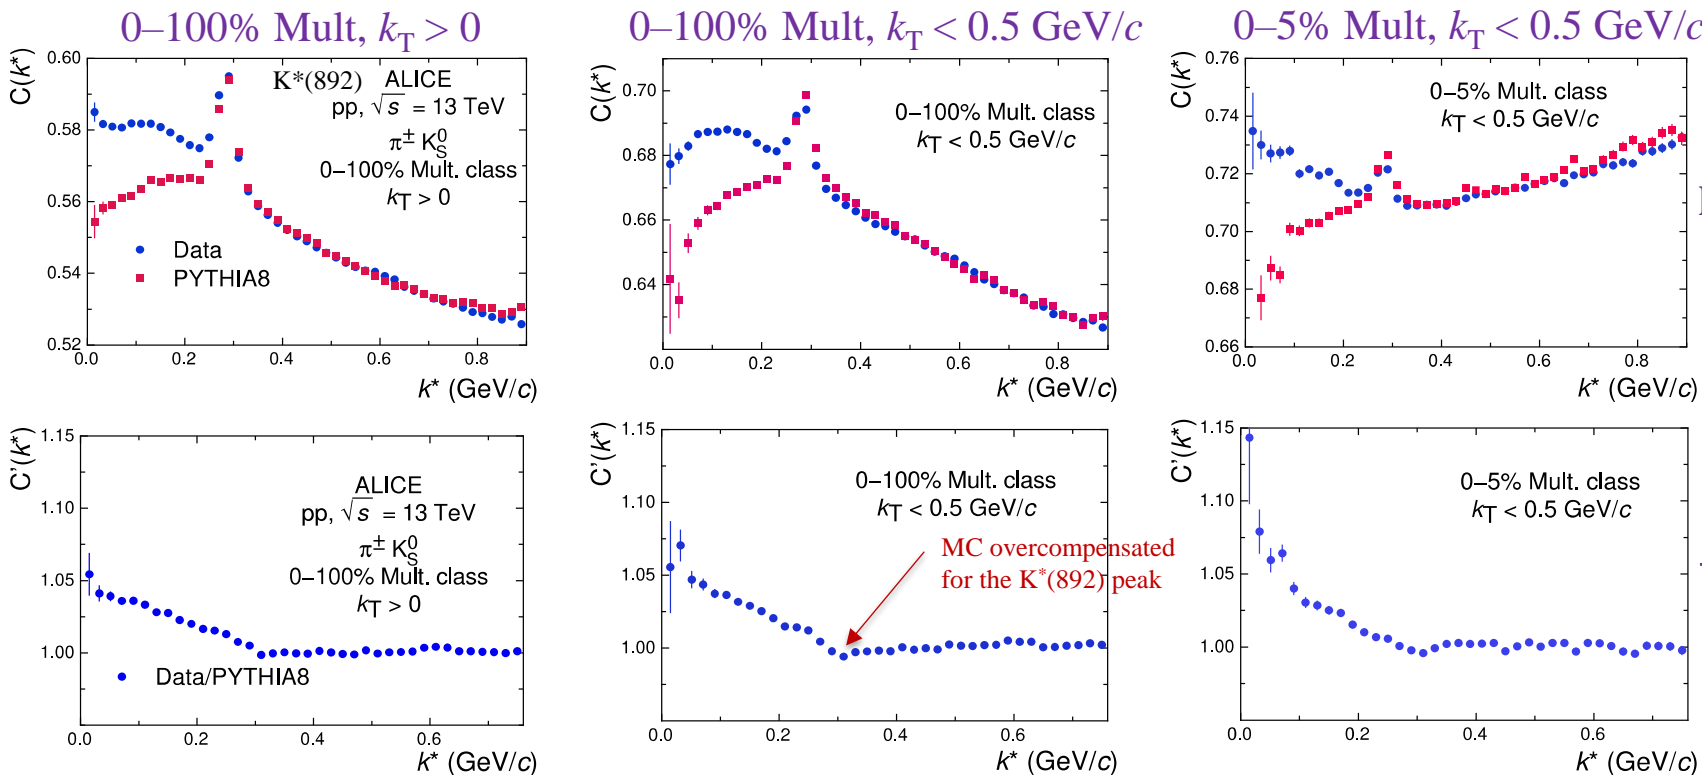 0–100% Mult, kT > 0
0–100% Mult, kT < 0.5 GeV/c
0–5% Mult, kT < 0.5 GeV/c
C(k*)
0.60
0.58
0.56
0.54
0.52
K*(892)
ALICE
pp, √s = 13 TeV
π± K0S
0–100% Mult. class
kT > 0
Data
PYTHIA8
0.0
0.2
0.4
0.6
0.8
k* (GeV/c)
C(k*)
0.70
0.68
0.66
0.64
0–100% Mult. class
kT < 0.5 GeV/c
0.0
0.2
0.4
0.6
0.8
k* (GeV/c)
C(k*)
0.76
0.74
0.72
0.70
0.68
0.66
0–5% Mult. class
kT < 0.5 GeV/c
0.0
0.2
0.4
0.6
0.8
k* (GeV/c)
C'(k*)
1.15
1.10
1.05
1.00
ALICE
pp, √s = 13 TeV
π± K0S
0–100% Mult. class
kT > 0
Data/PYTHIA8
0.0
0.2
0.4
0.6
k* (GeV/c)
C'(k*)
1.15
1.10
1.05
1.00
0–100% Mult. class
kT < 0.5 GeV/c
MC overcompensated
for the K*(892) peak
0.0
0.2
0.4
0.6
k* (GeV/c)
C'(k*)
1.15
1.10
1.05
1.00
0–5% Mult. class
kT < 0.5 GeV/c
0.0
0.2
0.4
0.6
k* (GeV/c)